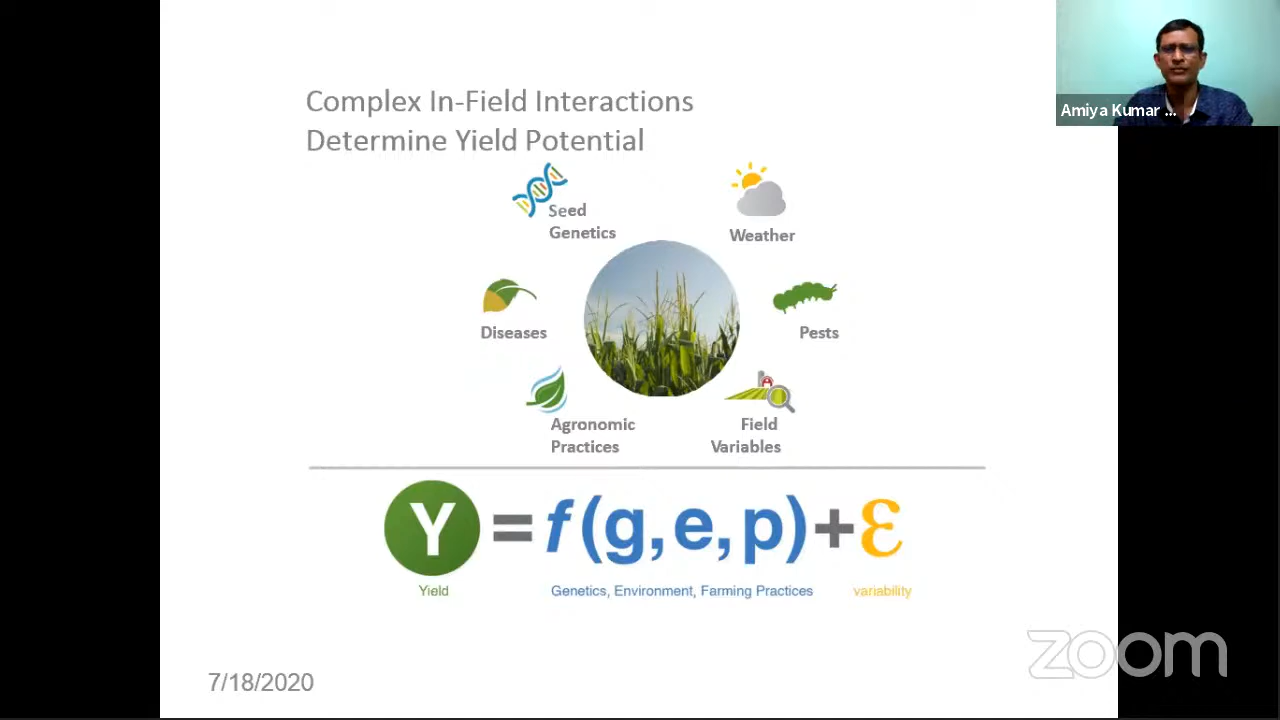 Complex In-Field Interactions
Determine Yield Potential
Amiya Kumar ...
Seed
Genetics
Weather
Diseases
Pests
Agronomic
Practices
Field
Variables
Y = f(g,e,p)+ε
Yield
Genetics, Environment, Farming Practices
variability
zoom
7/18/2020